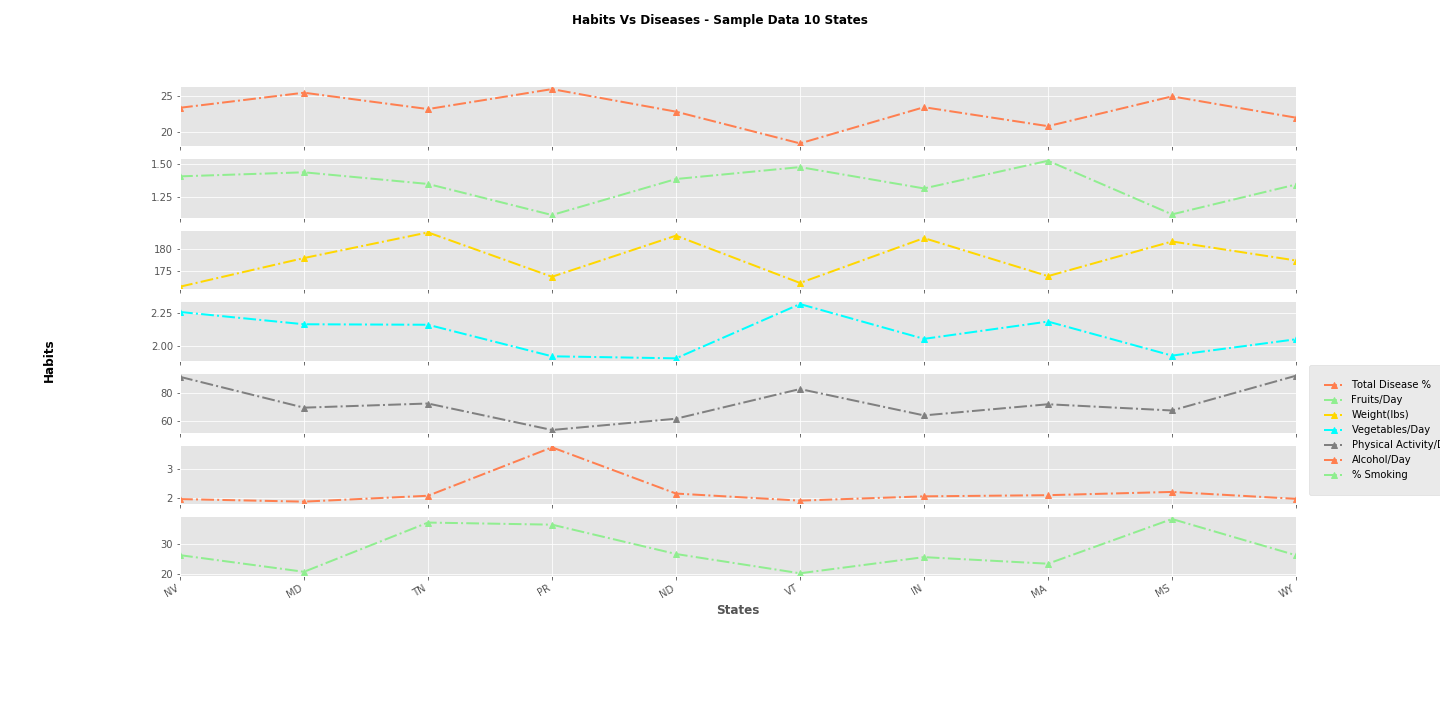 Habits Vs Diseases - Sample Data 10 States
25
20
1.50
1.25
180
175
2.25
2.00
80
60
3
2
30
20
Habits
NV MD TN PR ND VT IN MA MS WY
States
Total Disease %
Fruits/Day
Weight(lbs)
Vegetables/Day
Physical Activity/D
Alcohol/Day
% Smoking